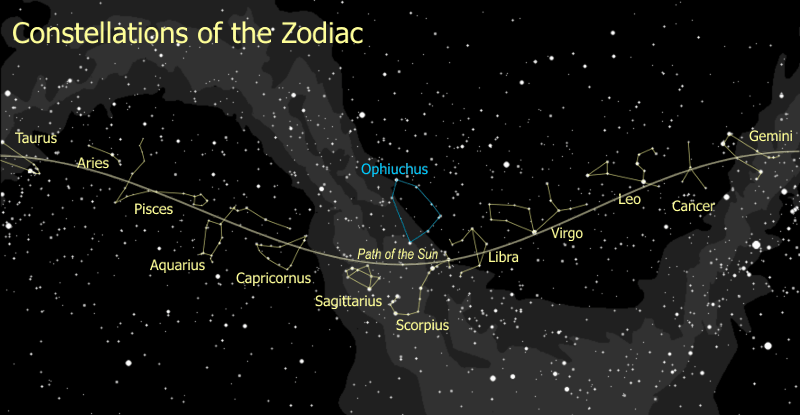 Constellations of the Zodiac
Taurus
Aries
Pisces
Aquarius
Capricornus
Sagittarius
Ophiuchus
Path of the Sun
Scorpius
Libra
Virgo
Leo
Cancer
Gemini